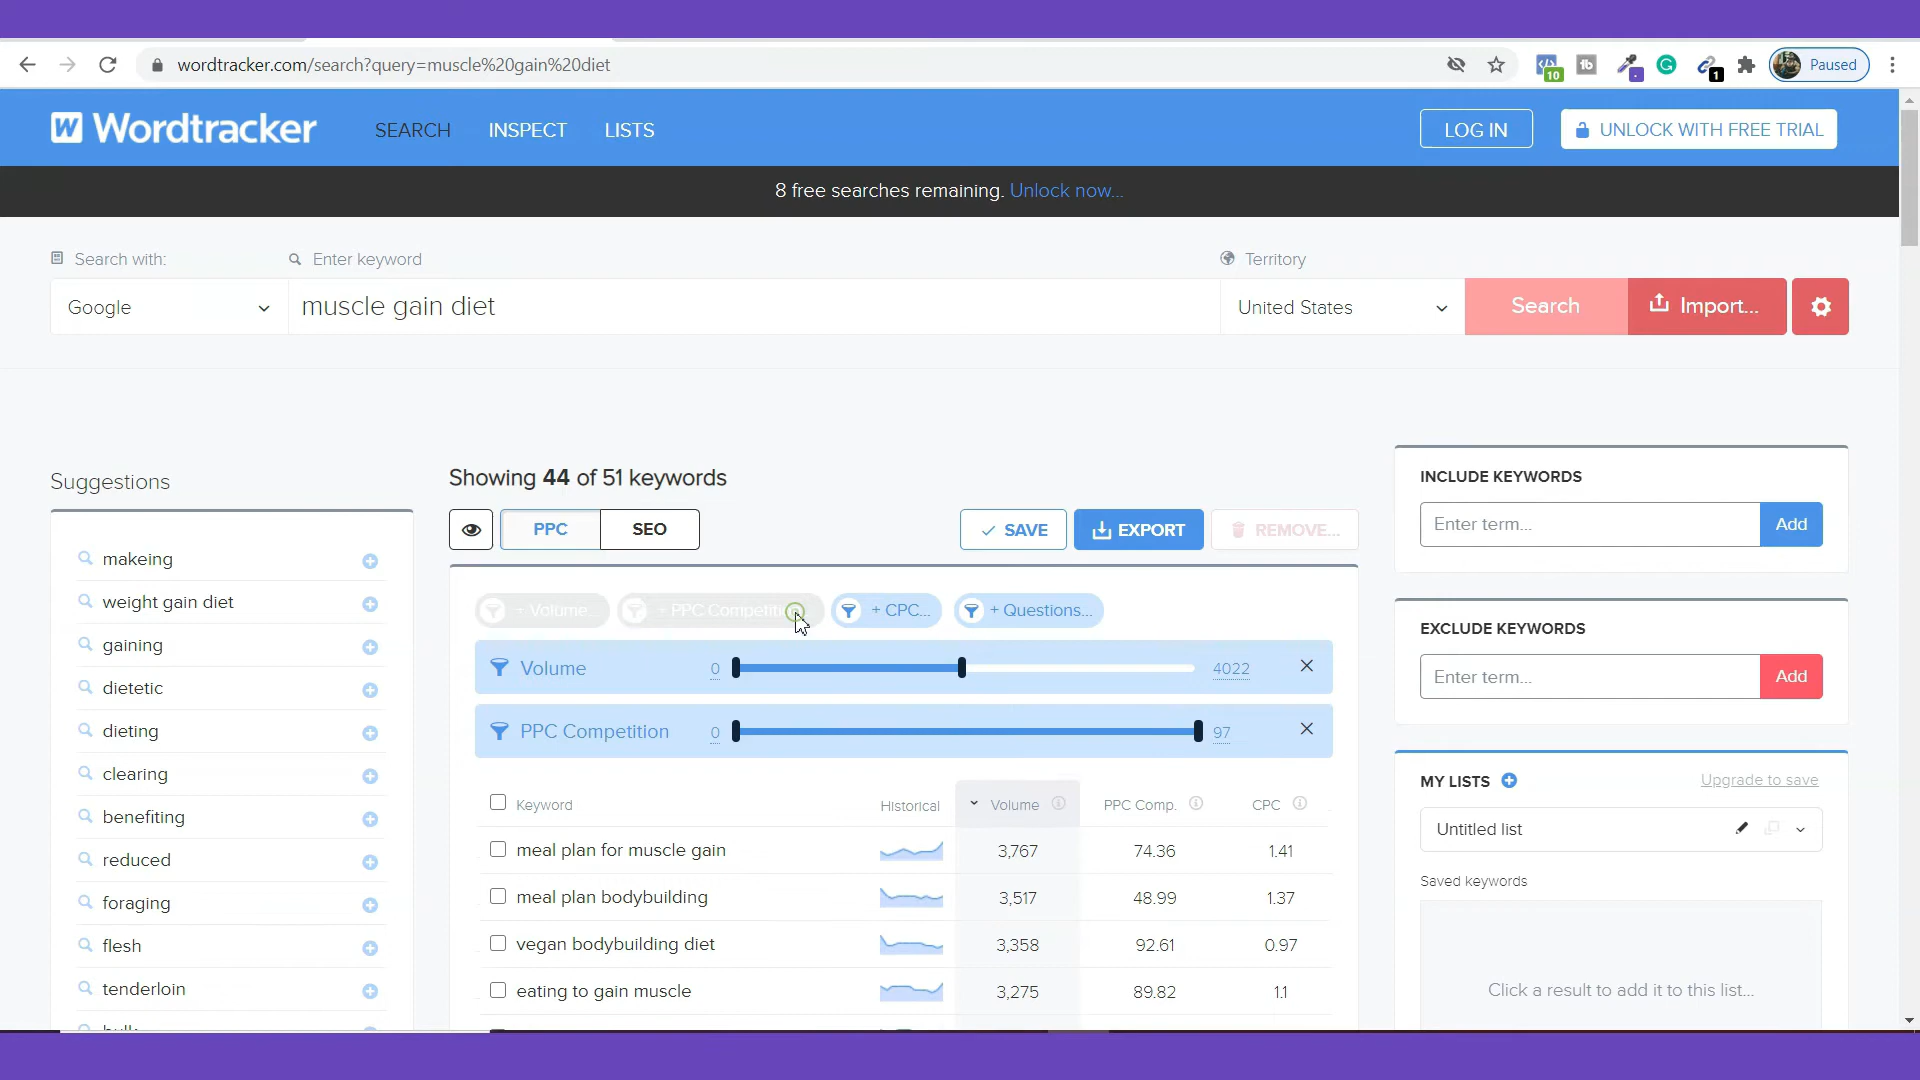 wordtracker.com/search?query=muscle%20gain%20diet
10
1
Paused
Wordtracker
SEARCH
INSPECT
LISTS
LOG IN
UNLOCK WITH FREE TRIAL
8 free searches remaining. Unlock now...
Search with:
Enter keyword
Territory
Google
muscle gain diet
United States
Search
Import...
Suggestions
makeing
weight gain diet
gaining
dietetic
dieting
clearing
benefiting
reduced
foraging
flesh
tenderloin
Showing 44 of 51 keywords
PPC
SEO
SAVE
EXPORT
REMOVE...
+ Volume...
+ PPC Competiti
+ CPC...
+ Questions...
Volume 0 4022
PPC Competition 0 97
Keyword Historical Volume PPC Comp. CPC
meal plan for muscle gain 3,767 74.36 1.41
meal plan bodybuilding 3,517 48.99 1.37
vegan bodybuilding diet 3,358 92.61 0.97
eating to gain muscle 3,275 89.82 1.1
INCLUDE KEYWORDS
Enter term...
Add
EXCLUDE KEYWORDS
Enter term...
Add
MY LISTS
Upgrade to save
Untitled list
Saved keywords
Click a result to add it to this list...